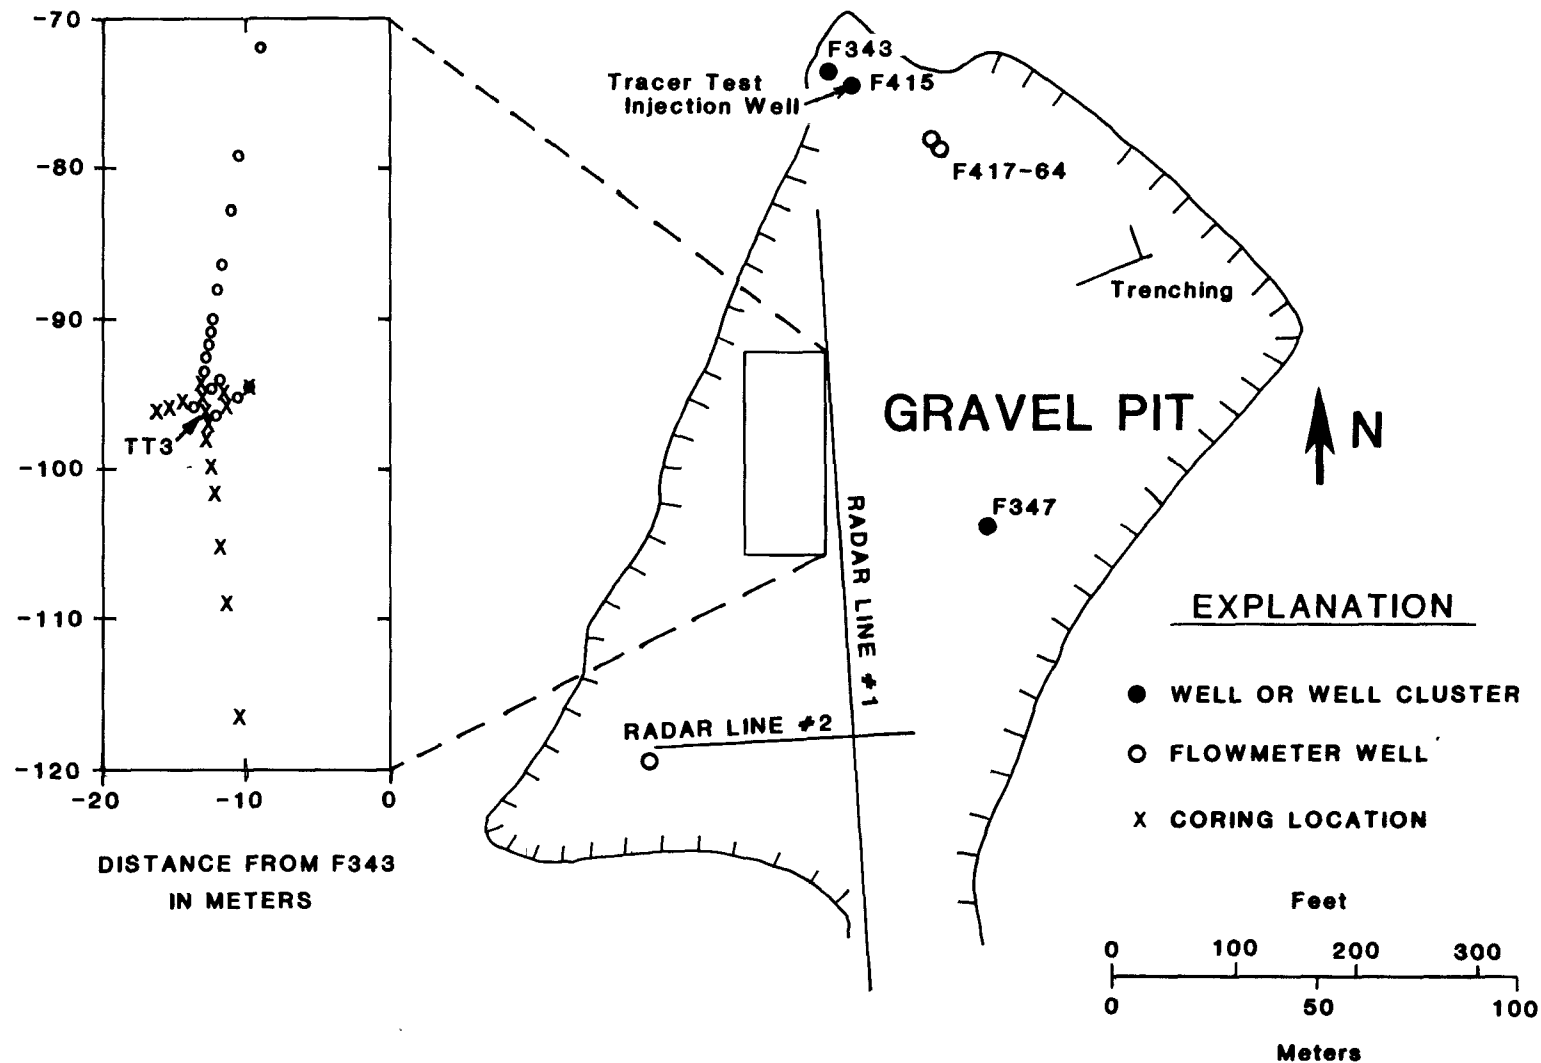 -70
-80
-90
-100
-110
-120
-20
-10
0
TT3
DISTANCE FROM F343
IN METERS
F343
F415
Tracer Test
Injection Well
F417-64
Trenching
GRAVEL PIT
N
F347
RADAR LINE #1
RADAR LINE #2
EXPLANATION
WELL OR WELL CLUSTER
FLOWMETER WELL
X CORING LOCATION
Feet
0 100 200 300
0 50 100
Meters